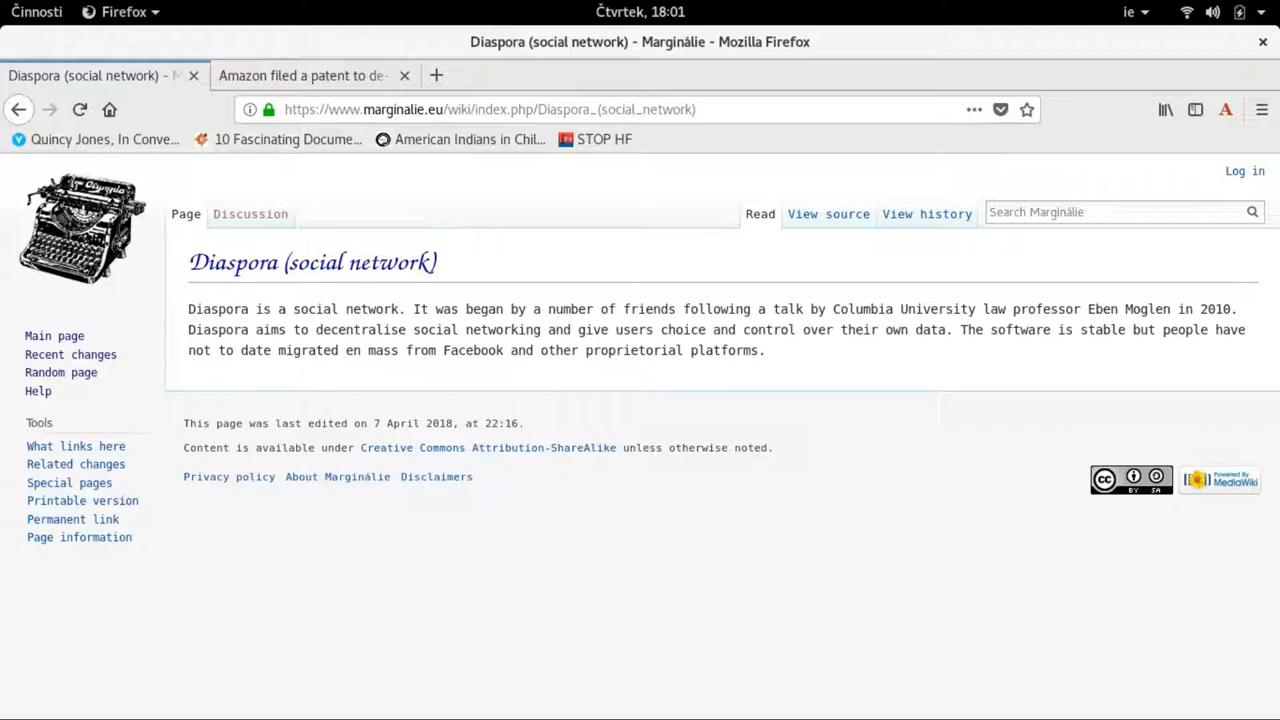 Činnosti Firefox Čtvrtek, 18:01 ie
Diaspora (social network) - Marginálie - Mozilla Firefox
Diaspora (social network) - M Amazon filed a patent to de-
https://www.marginalie.eu/wiki/index.php/Diaspora_(social_network)
Quincy Jones, In Conve... 10 Fascinating Docume... American Indians in Chil... STOP HF
Log in
Olympia
Page Discussion Read View source View history Search Marginálie
Diaspora (social network)
Diaspora is a social network. It was began by a number of friends following a talk by Columbia University law professor Eben Moglen in 2010.
Diaspora aims to decentralise social networking and give users choice and control over their own data. The software is stable but people have
not to date migrated en mass from Facebook and other proprietorial platforms.
Main page
Recent changes
Random page
Help
Tools
What links here
Related changes
Special pages
Printable version
Permanent link
Page information
This page was last edited on 7 April 2018, at 22:16.
Content is available under Creative Commons Attribution-ShareAlike unless otherwise noted.
Privacy policy About Marginálie Disclaimers
cc BY SA
Powered By
MediaWiki